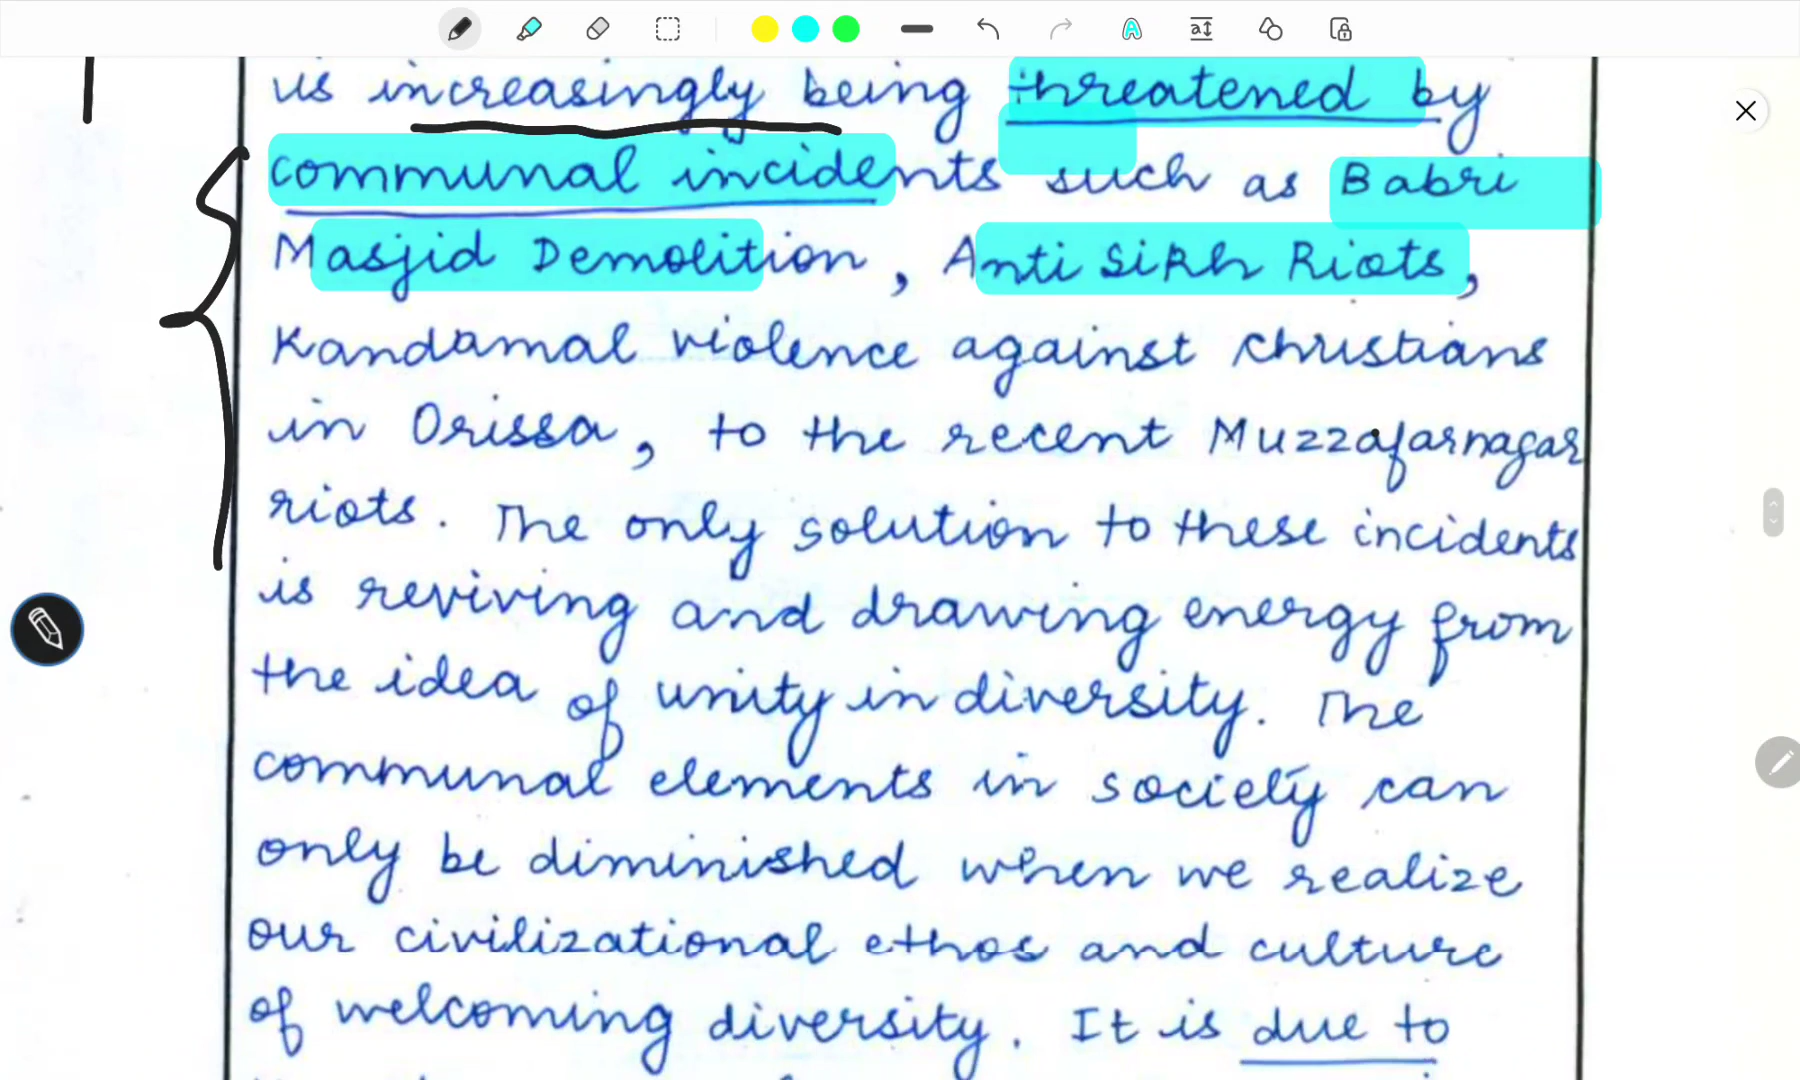 is increasingly being threatened by
communal incidents such as Babri
Masjid Demolition, Anti Sikh Riots,
Kandamal violence against christians
in Orissa, to the recent Muzzafarnagar
riots. The only solution to these incidents
is reviving and drawing energy from
the idea of unity in diversity. The
communal elements in society can
only be diminished when we realize
our civilizational ethos and culture
of welcoming diversity. It is due to